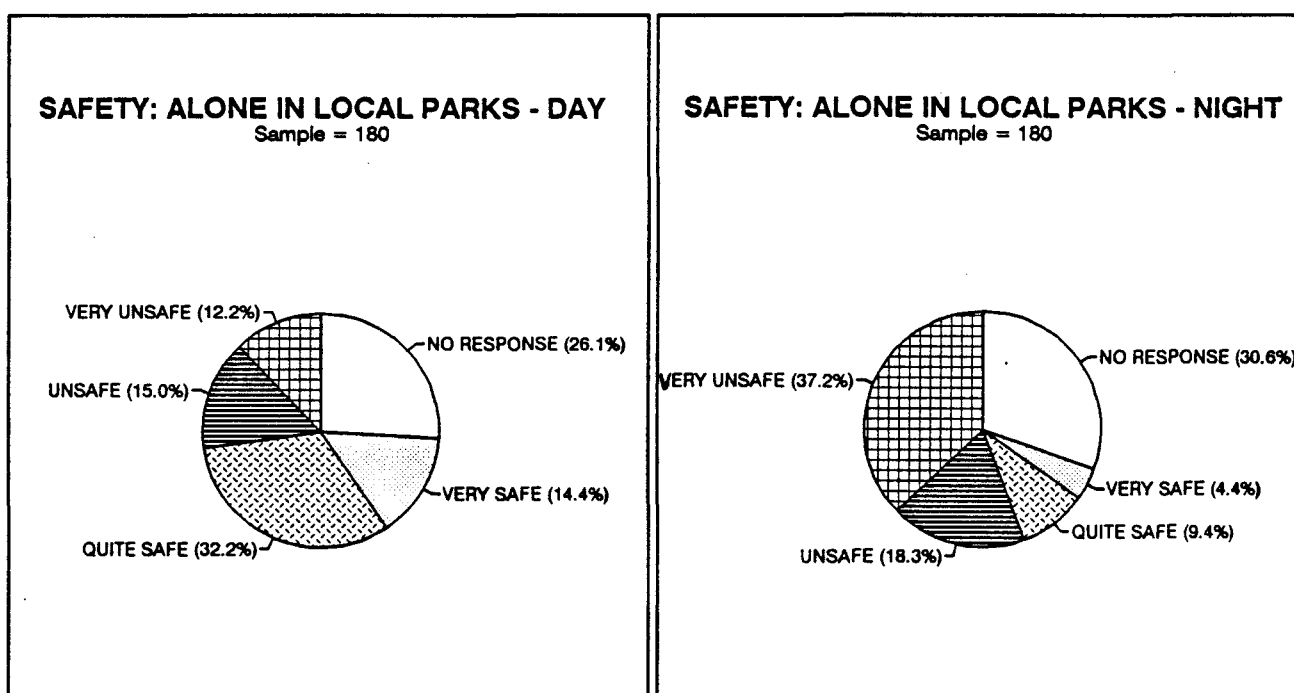 SAFETY: ALONE IN LOCAL PARKS - DAY
Sample = 180
VERY UNSAFE (12.2%)
NO RESPONSE (26.1%)
UNSAFE (15.0%)
VERY SAFE (14.4%)
QUITE SAFE (32.2%)
SAFETY: ALONE IN LOCAL PARKS - NIGHT
Sample = 180
NO RESPONSE (30.6%)
VERY UNSAFE (37.2%)
VERY SAFE (4.4%)
QUITE SAFE (9.4%)
UNSAFE (18.3%)